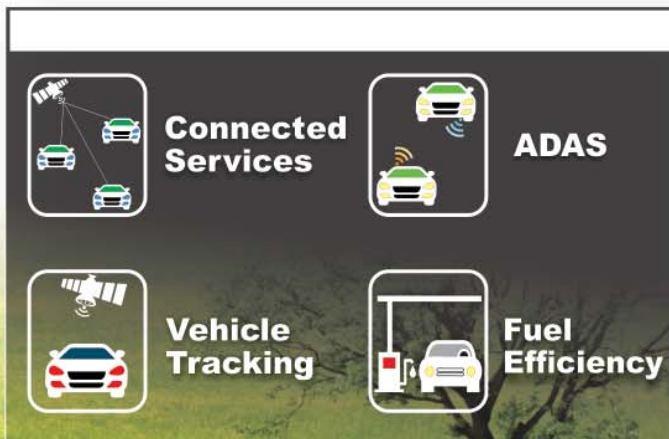 Connected
Services
ADAS
Vehicle
Tracking
Fuel
Efficiency